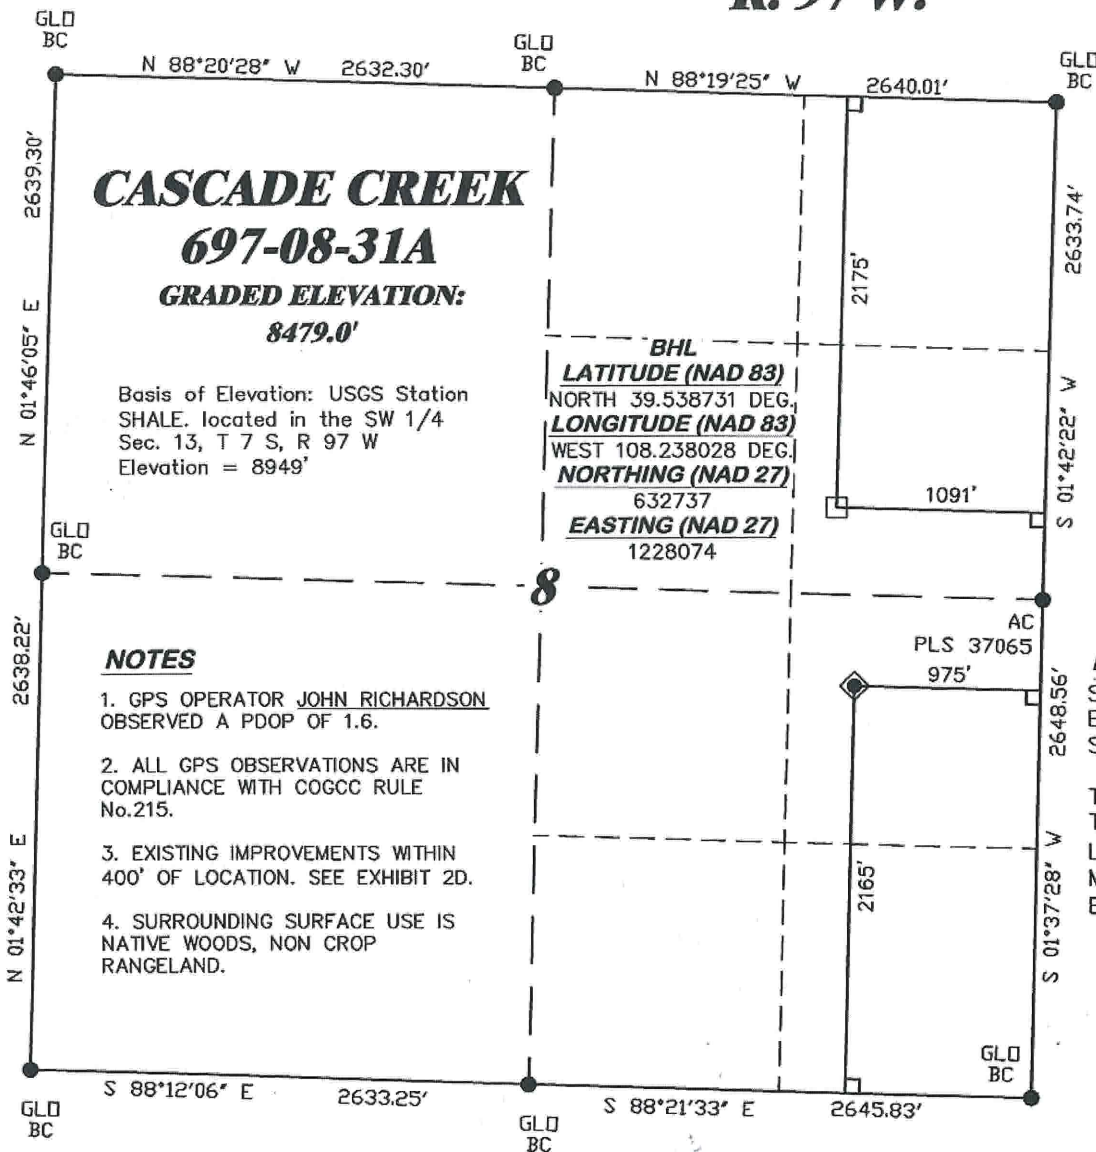 R. 97 W.
GLO
BC
N 88°20'28" W 2632.30'
GLO
BC
N 88°19'25" W 2640.01'
GLO
BC
2639.30'
N 01°46'05" E
CASCADE CREEK
697-08-31A
GRADED ELEVATION:
8479.0'
Basis of Elevation: USGS Station
SHALE. located in the SW 1/4
Sec. 13, T 7 S, R 97 W
Elevation = 8949'
BHL
LATITUDE (NAD 83)
NORTH 39.538731 DEG.
LONGITUDE (NAD 83)
WEST 108.238028 DEG.
NORTHING (NAD 27)
632737
EASTING (NAD 27)
1228074
2175'
1091'
2633.74'
S 01°42'22" W
GLO
BC
8
AC
PLS 37065
975'
2165'
2648.56'
S 01°37'28" W
2638.22'
N 01°42'33" E
NOTES
1. GPS OPERATOR JOHN RICHARDSON
OBSERVED A PDOP OF 1.6.
2. ALL GPS OBSERVATIONS ARE IN
COMPLIANCE WITH COGCC RULE
No.215.
3. EXISTING IMPROVEMENTS WITHIN
400' OF LOCATION. SEE EXHIBIT 2D.
4. SURROUNDING SURFACE USE IS
NATIVE WOODS, NON CROP
RANGELAND.
GLO
BC
S 88°12'06" E 2633.25'
GLO
BC
S 88°21'33" E 2645.83'
GLO
BC